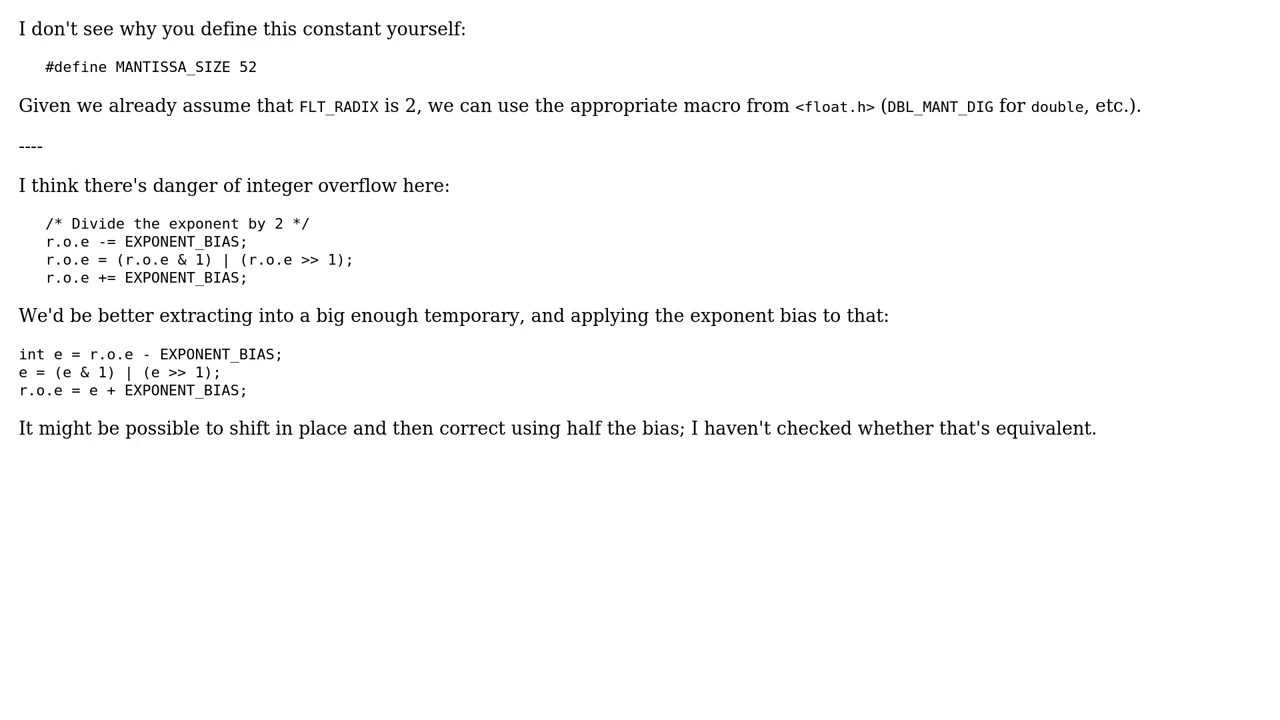 I don't see why you define this constant yourself:
#define MANTISSA_SIZE 52
Given we already assume that FLT_RADIX is 2, we can use the appropriate macro from <float.h> (DBL_MANT_DIG for double, etc.).
----
I think there's danger of integer overflow here:
/* Divide the exponent by 2 */
r.o.e -= EXPONENT_BIAS;
r.o.e = (r.o.e & 1) | (r.o.e >> 1);
r.o.e += EXPONENT_BIAS;
We'd be better extracting into a big enough temporary, and applying the exponent bias to that:
int e = r.o.e - EXPONENT_BIAS;
e = (e & 1) | (e >> 1);
r.o.e = e + EXPONENT_BIAS;
It might be possible to shift in place and then correct using half the bias; I haven't checked whether that's equivalent.